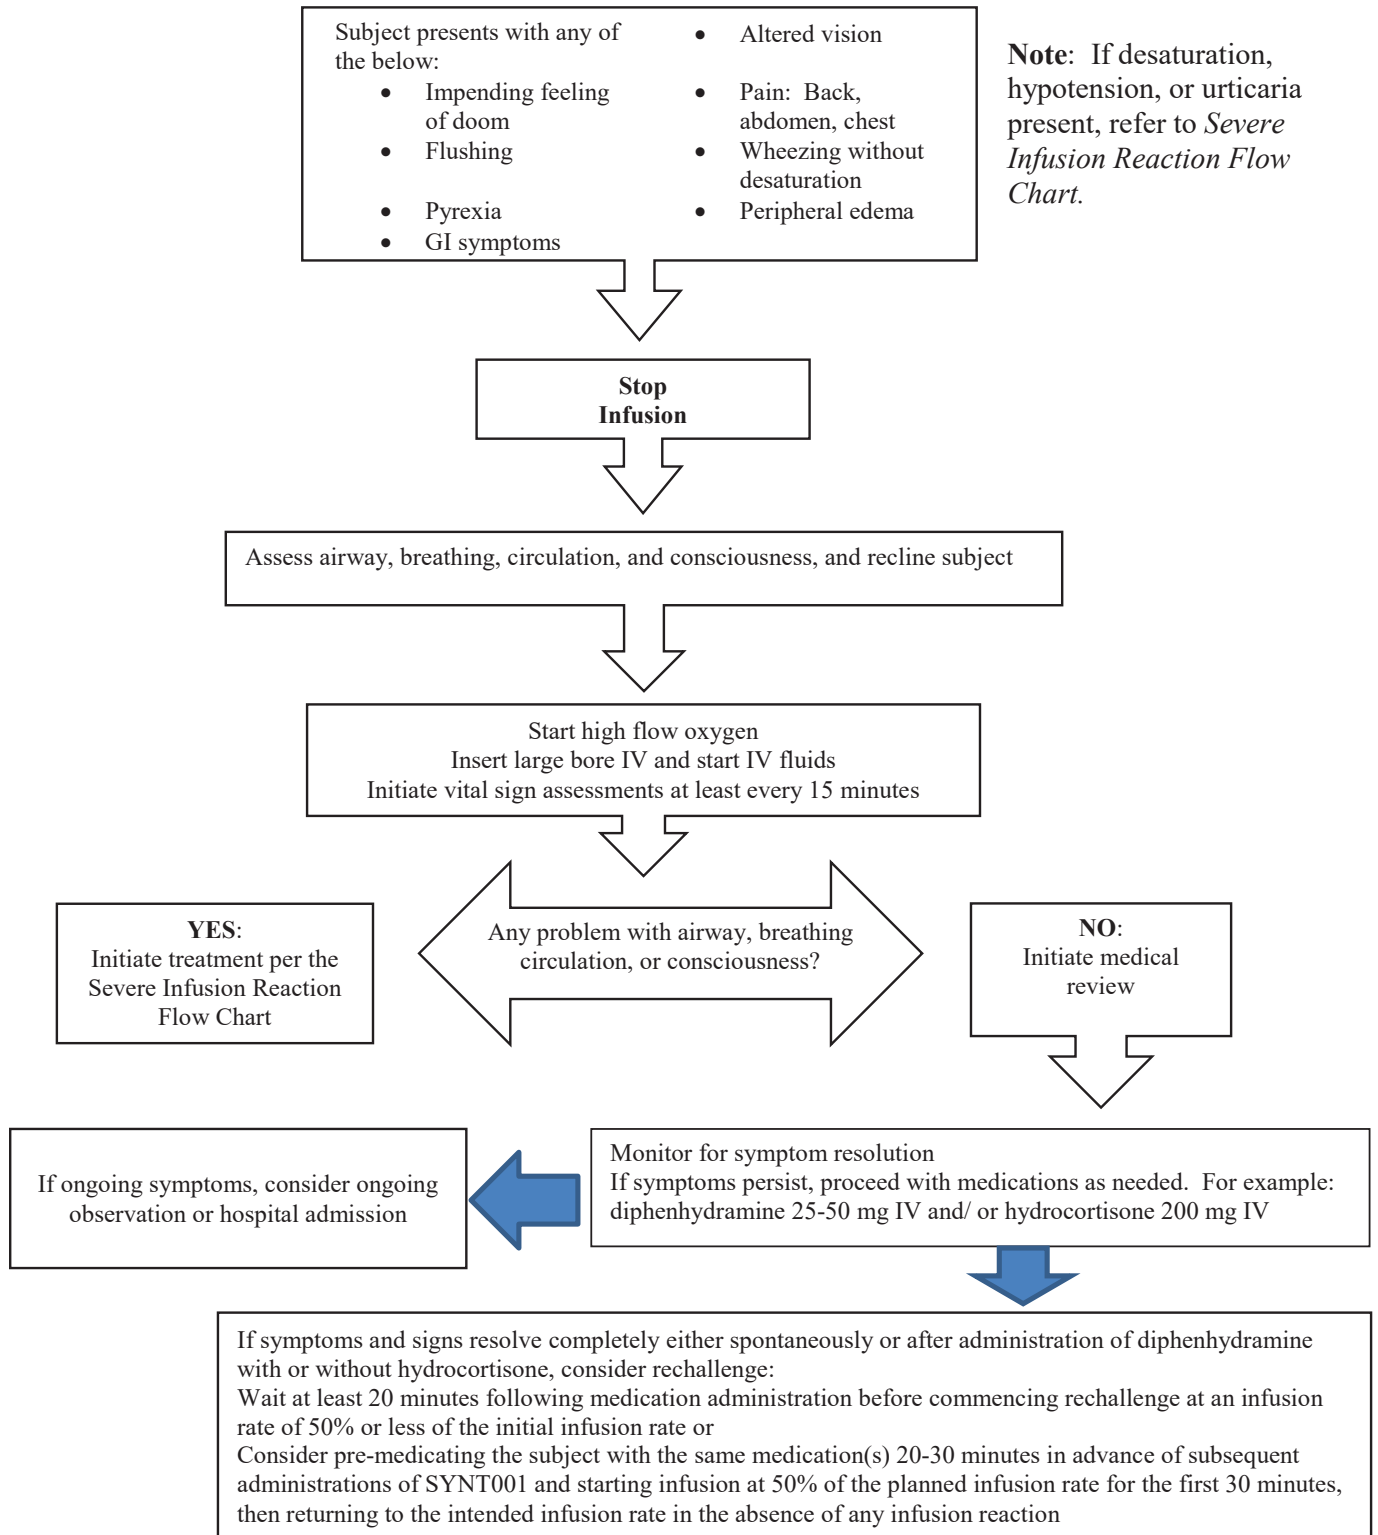 Subject presents with any of
the below:
• Impending feeling
of doom
• Flushing
• Pyrexia
• GI symptoms
• Altered vision
• Pain: Back,
abdomen, chest
• Wheezing without
desaturation
• Peripheral edema
Note: If desaturation,
hypotension, or urticaria
present, refer to Severe
Infusion Reaction Flow
Chart.
Stop
Infusion
Assess airway, breathing, circulation, and consciousness, and recline subject
Start high flow oxygen
Insert large bore IV and start IV fluids
Initiate vital sign assessments at least every 15 minutes
Any problem with airway, breathing
circulation, or consciousness?
YES:
Initiate treatment per the
Severe Infusion Reaction
Flow Chart
NO:
Initiate medical
review
Monitor for symptom resolution
If symptoms persist, proceed with medications as needed. For example:
diphenhydramine 25-50 mg IV and/ or hydrocortisone 200 mg IV
If ongoing symptoms, consider ongoing
observation or hospital admission
If symptoms and signs resolve completely either spontaneously or after administration of diphenhydramine
with or without hydrocortisone, consider rechallenge:
Wait at least 20 minutes following medication administration before commencing rechallenge at an infusion
rate of 50% or less of the initial infusion rate or
Consider pre-medicating the subject with the same medication(s) 20-30 minutes in advance of subsequent
administrations of SYNT001 and starting infusion at 50% of the planned infusion rate for the first 30 minutes,
then returning to the intended infusion rate in the absence of any infusion reaction